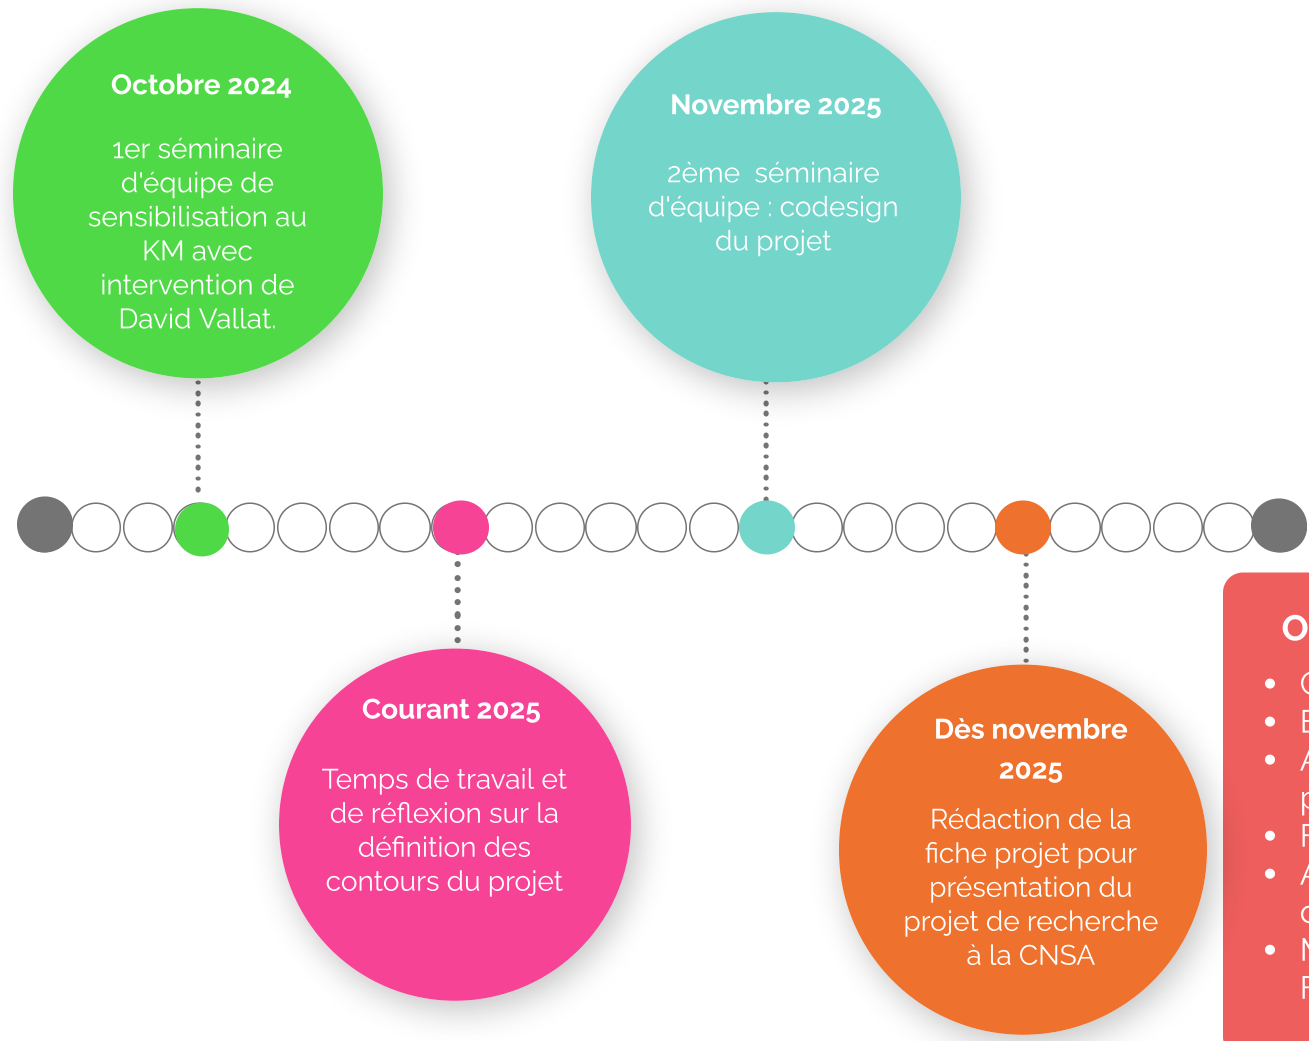 Octobre 2024
1er séminaire
d'équipe de
sensibilisation au
KM avec
intervention de
David Vallat.
Novembre 2025
2ème séminaire
d'équipe : codesign
du projet
Courant 2025
Temps de travail et
de réflexion sur la
définition des
contours du projet
Dès novembre
2025
Rédaction de la
fiche projet pour
présentation du
projet de recherche
à la CNSA